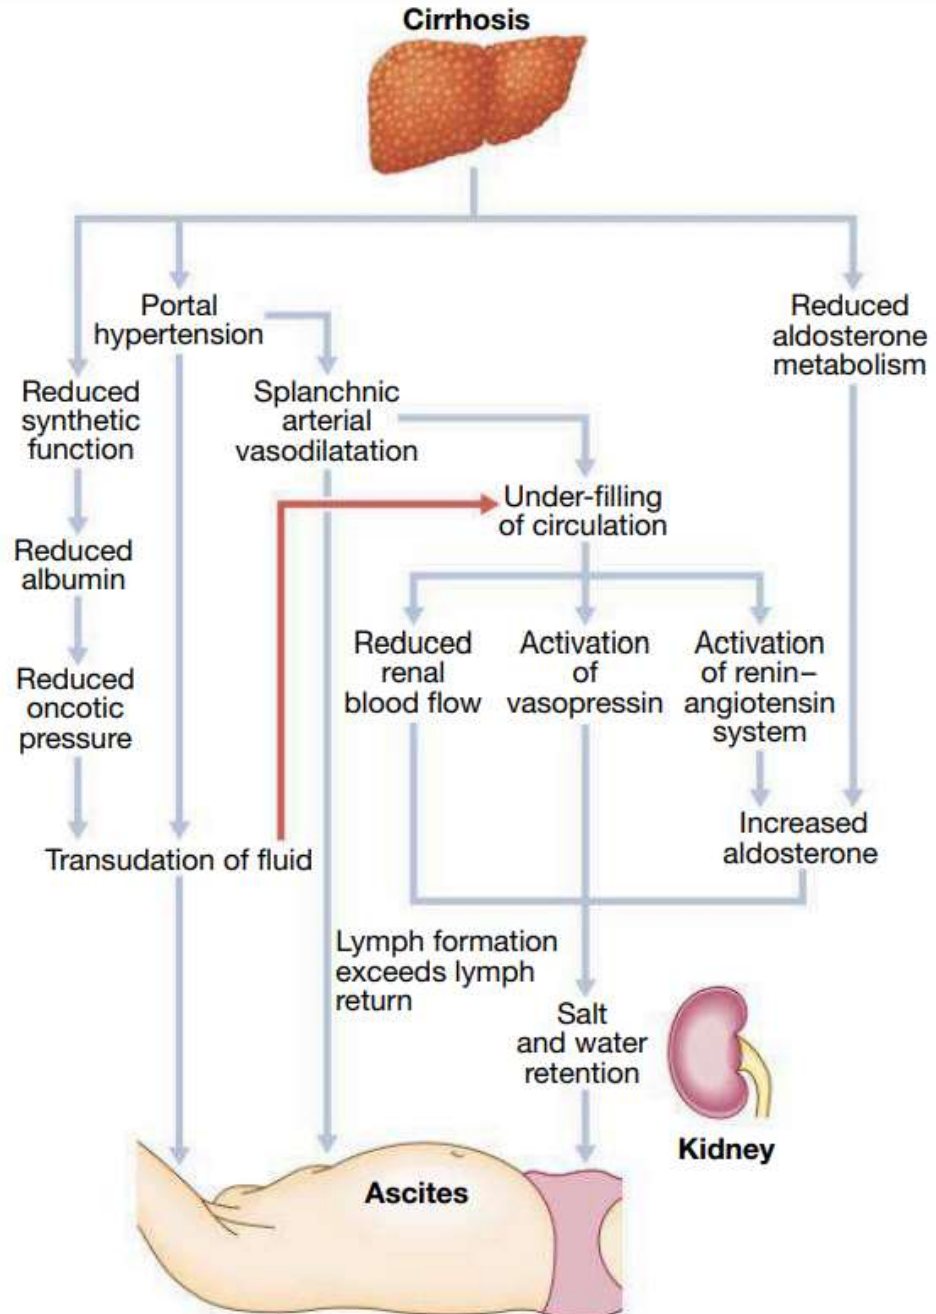 Cirrhosis
Portal
hypertension
Reduced
aldosterone
metabolism
Reduced
synthetic
function
Splanchnic
arterial
vasodilatation
Under-filling
of circulation
Reduced
albumin
Reduced
renal
blood flow
Activation
of
vasopressin
Activation
of renin–
angiotensin
system
Reduced
oncotic
pressure
Increased
aldosterone
Transudation of fluid
Lymph formation
exceeds lymph
return
Salt
and water
retention
Kidney
Ascites